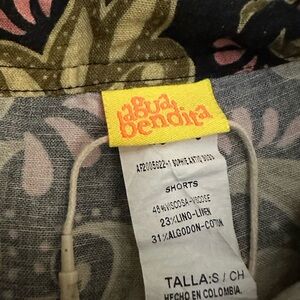 agua
bendita
SHORTS
48%VISCOSA-VISCOSE
23%LINO-LINEN
31%ALGODON-COTTON
TALLA:S / CH
HECHO EN COLOMBIA.